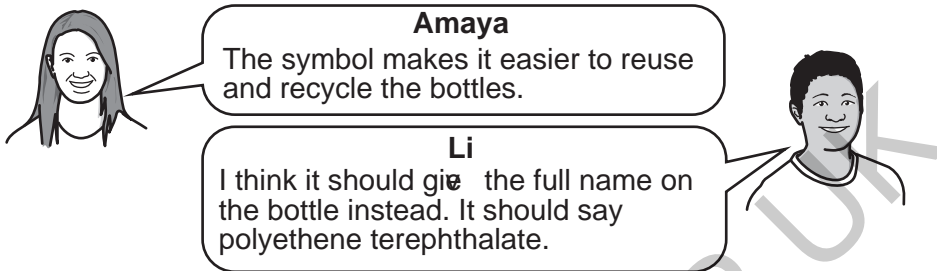 Amaya
The symbol makes it easier to reuse
and recycle the bottles.
Li
I think it should give the full name on
the bottle instead. It should say
polyethene terephthalate.
UK